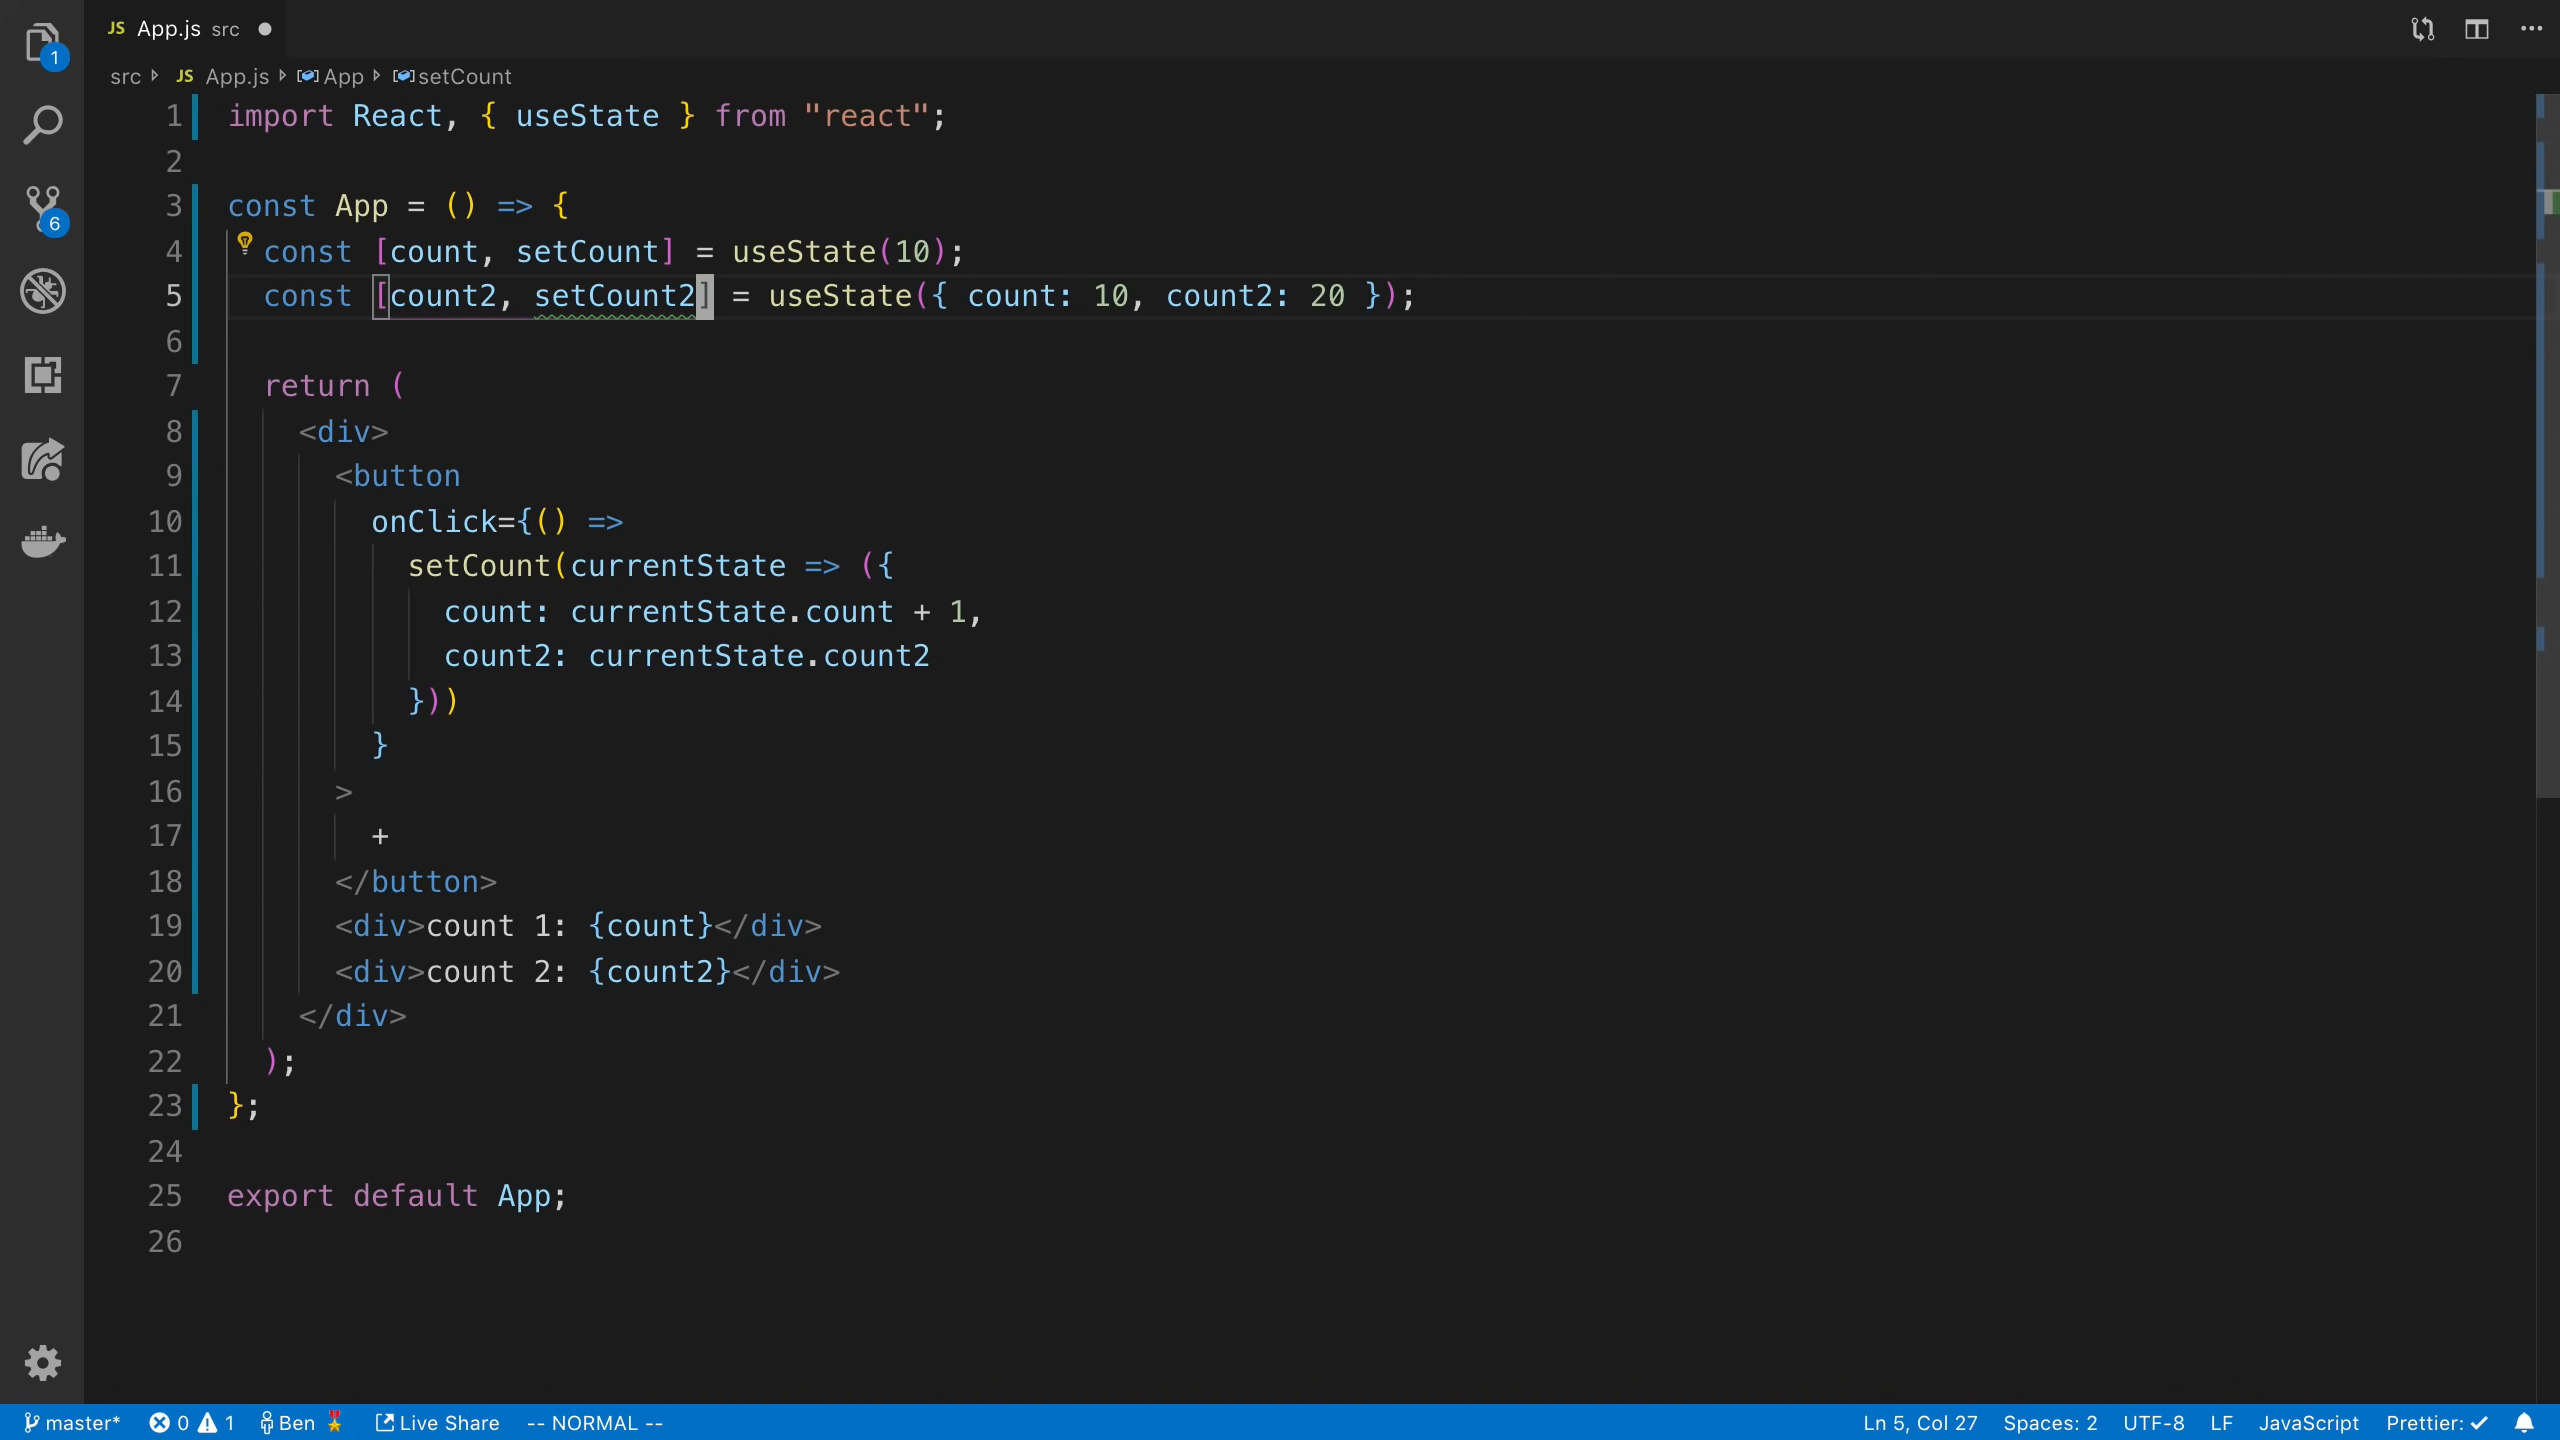 JS App.js src
1
6
src App.js App setCount
JS
1 import React, { useState } from "react";
2
3 const App = () => {
4 const [count, setCount] = useState(10);
5 const [count2, setCount2] = useState({ count: 10, count2: 20 });
6
7 return (
8 <div>
9 <button
10 onClick={() =>
11 setCount(currentState => ({
12 count: currentState.count + 1,
13 count2: currentState.count2
14 }))
15 }
16 >
17 +
18 </button>
19 <div>count 1: {count}</div>
20 <div>count 2: {count2}</div>
21 </div>
22 );
23 };
24
25 export default App;
26
master* 0 1 Ben Live Share -- NORMAL -- Ln 5, Col 27 Spaces: 2 UTF-8 LF JavaScript Prettier: ✓